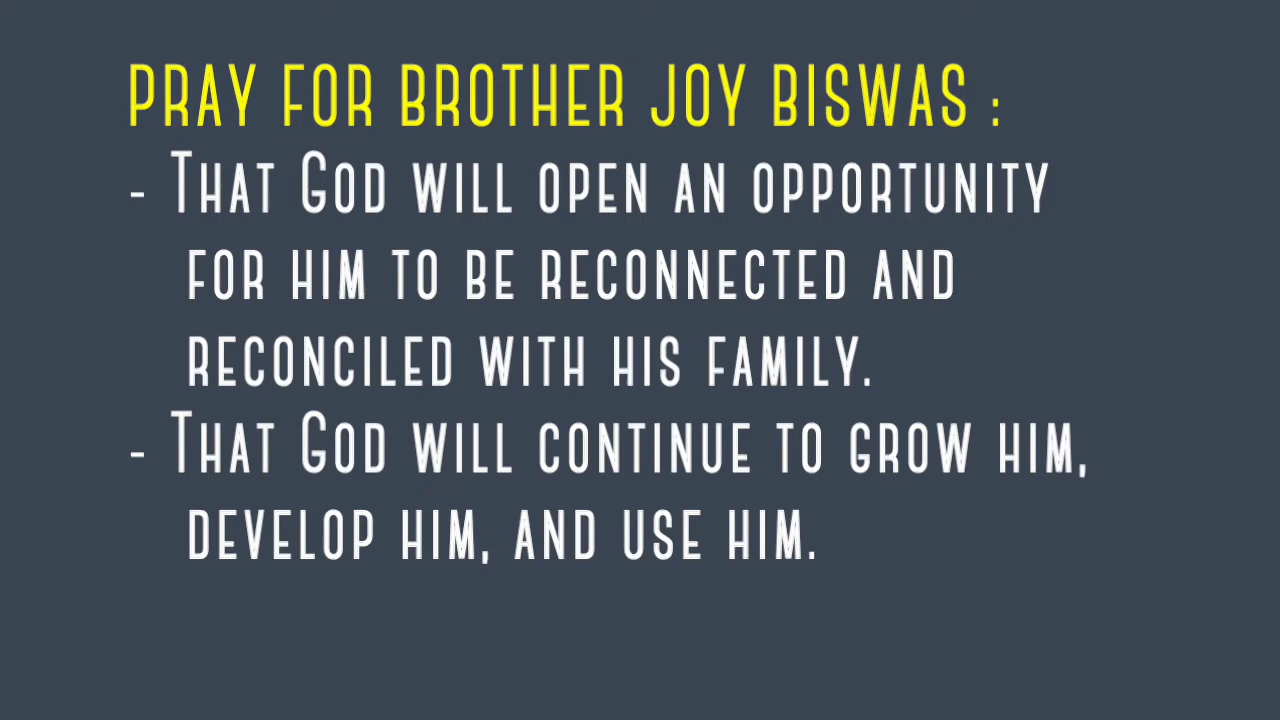 PRAY FOR BROTHER JOY BISWAS :
- THAT GOD WILL OPEN AN OPPORTUNITY
FOR HIM TO BE RECONNECTED AND
RECONCILED WITH HIS FAMILY.
- THAT GOD WILL CONTINUE TO GROW HIM,
DEVELOP HIM, AND USE HIM.